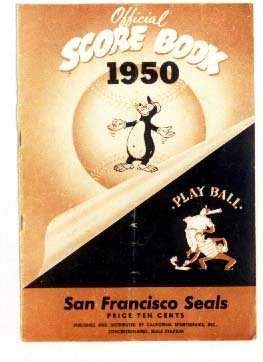 Official
SCORE BOOK
1950
PLAY BALL
San Francisco Seals
PRICE TEN CENTS
PUBLISHED AND DISTRIBUTED BY CALIFORNIA SPORTSERVICE, INC.,
CONCESSIONAIRES, SEALS STADIUM